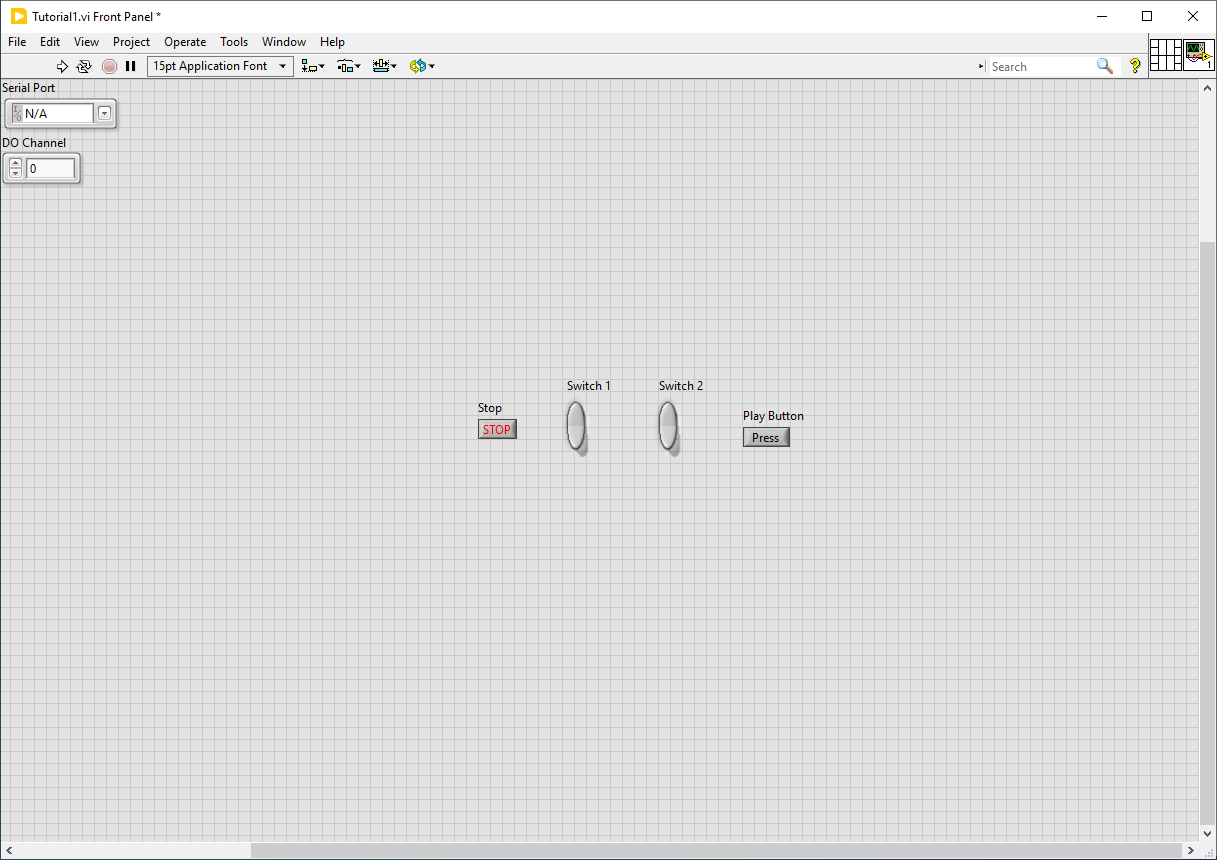 Tutorial1.vi Front Panel *
File Edit View Project Operate Tools Window Help
15pt Application Font
Search
?
1
Serial Port
I/O N/A
DO Channel
0
Switch 1 Switch 2
Stop
STOP
Play Button
Press